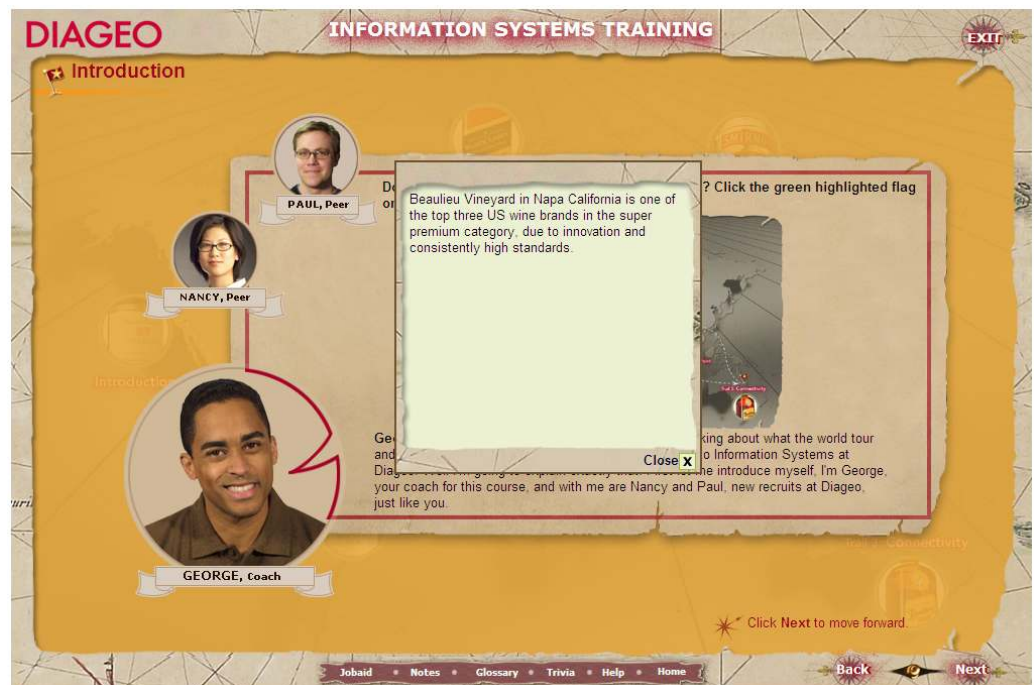 DIAGEO
INFORMATION SYSTEMS TRAINING
EXIT
Introduction
PAUL, Peer
? Click the green highlighted flag
Beaulieu Vineyard in Napa California is one of
the top three US wine brands in the super
premium category, due to innovation and
consistently high standards.
NANCY, Peer
Introduction
Close X
king about what the world tour
and
o Information Systems at
me introduce myself, I'm George,
your coach for this course, and with me are Nancy and Paul, new recruits at Diageo,
just like you.
Connectivity
GEORGE, Coach
Click Next to move forward.
Jobaid • Notes • Glossary • Trivia • Help • Home
Back
Next